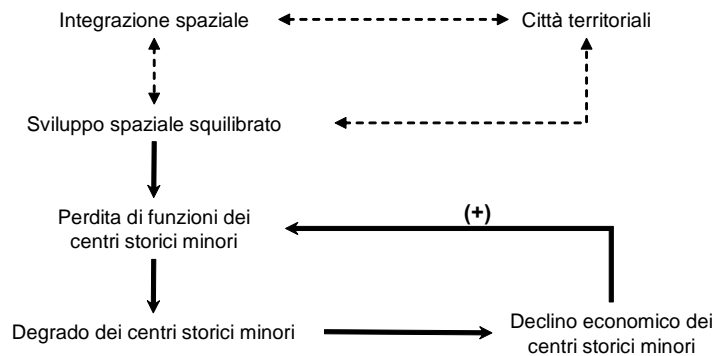 Integrazione spaziale
Città territoriali
Sviluppo spaziale squilibrato
Perdita di funzioni dei
centri storici minori
(+)
Degrado dei centri storici minori
Declino economico dei
centri storici minori